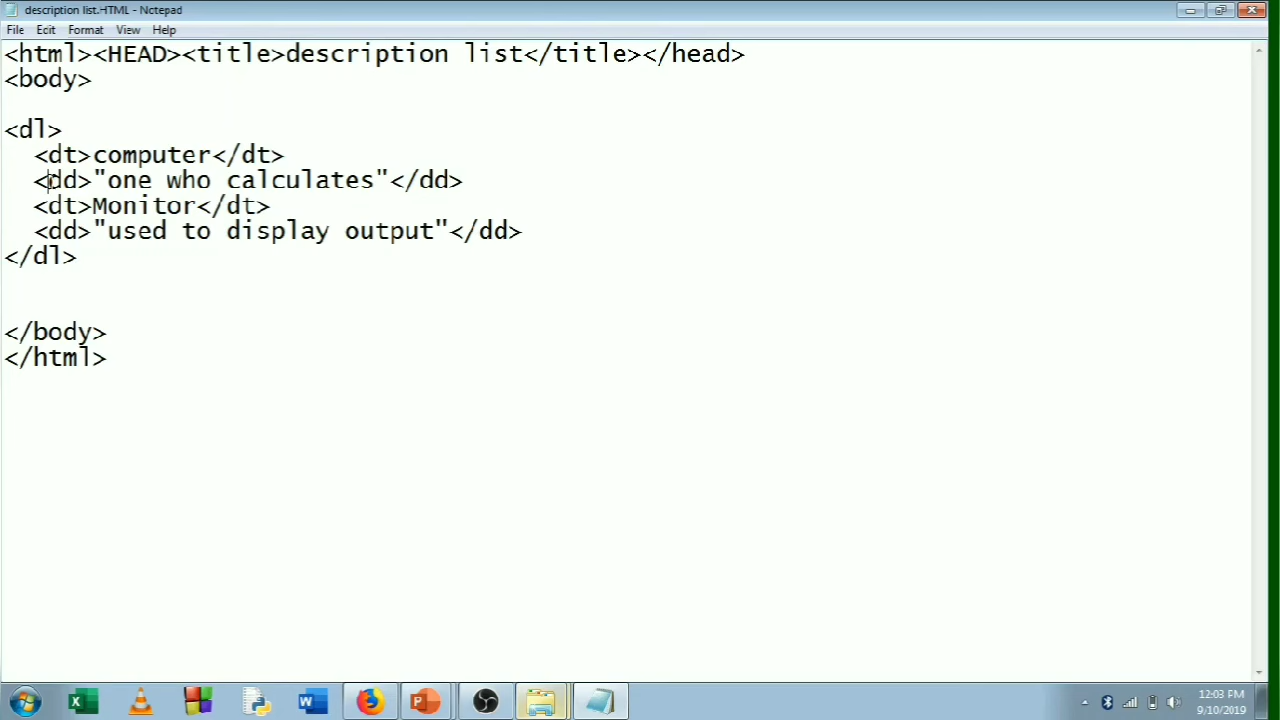 description list.HTML - Notepad
File Edit Format View Help
<html><HEAD><title>description list</title></head>
<body>
<dl>
<dt>computer</dt>
<dd>"one who calculates"</dd>
<dt>Monitor</dt>
<dd>"used to display output"</dd>
</dl>
</body>
</html>
12:03 PM
9/10/2019